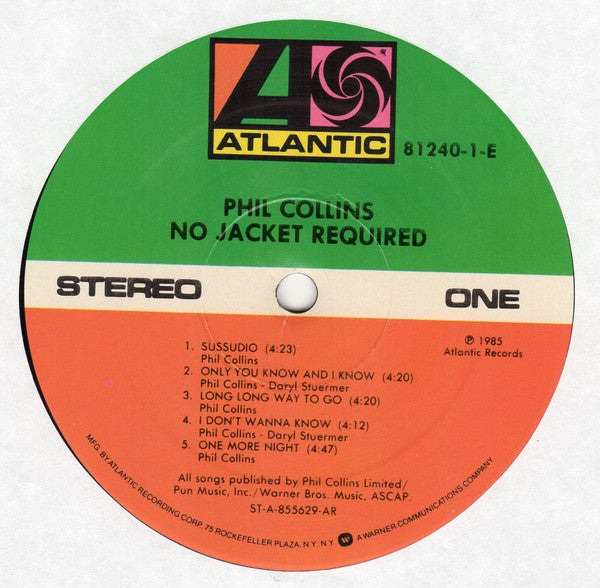 ATLANTIC
81240-1-E
PHIL COLLINS
NO JACKET REQUIRED
STEREO ONE
℗ 1985
Atlantic Records
1. SUSSUDIO (4:23)
Phil Collins
2. ONLY YOU KNOW AND I KNOW (4:20)
Phil Collins - Daryl Stuermer
3. LONG LONG WAY TO GO (4:20)
Phil Collins
4. I DON'T WANNA KNOW (4:12)
Phil Collins - Daryl Stuermer
5. ONE MORE NIGHT (4:47)
Phil Collins
All songs published by Phil Collins Limited/
Pun Music, Inc./Warner Bros. Music, ASCAP.
ST-A-855629-AR
MFG. BY ATLANTIC RECORDING CORP. 75 ROCKEFELLER PLAZA, N.Y. N.Y. A WARNER COMMUNICATIONS COMPANY